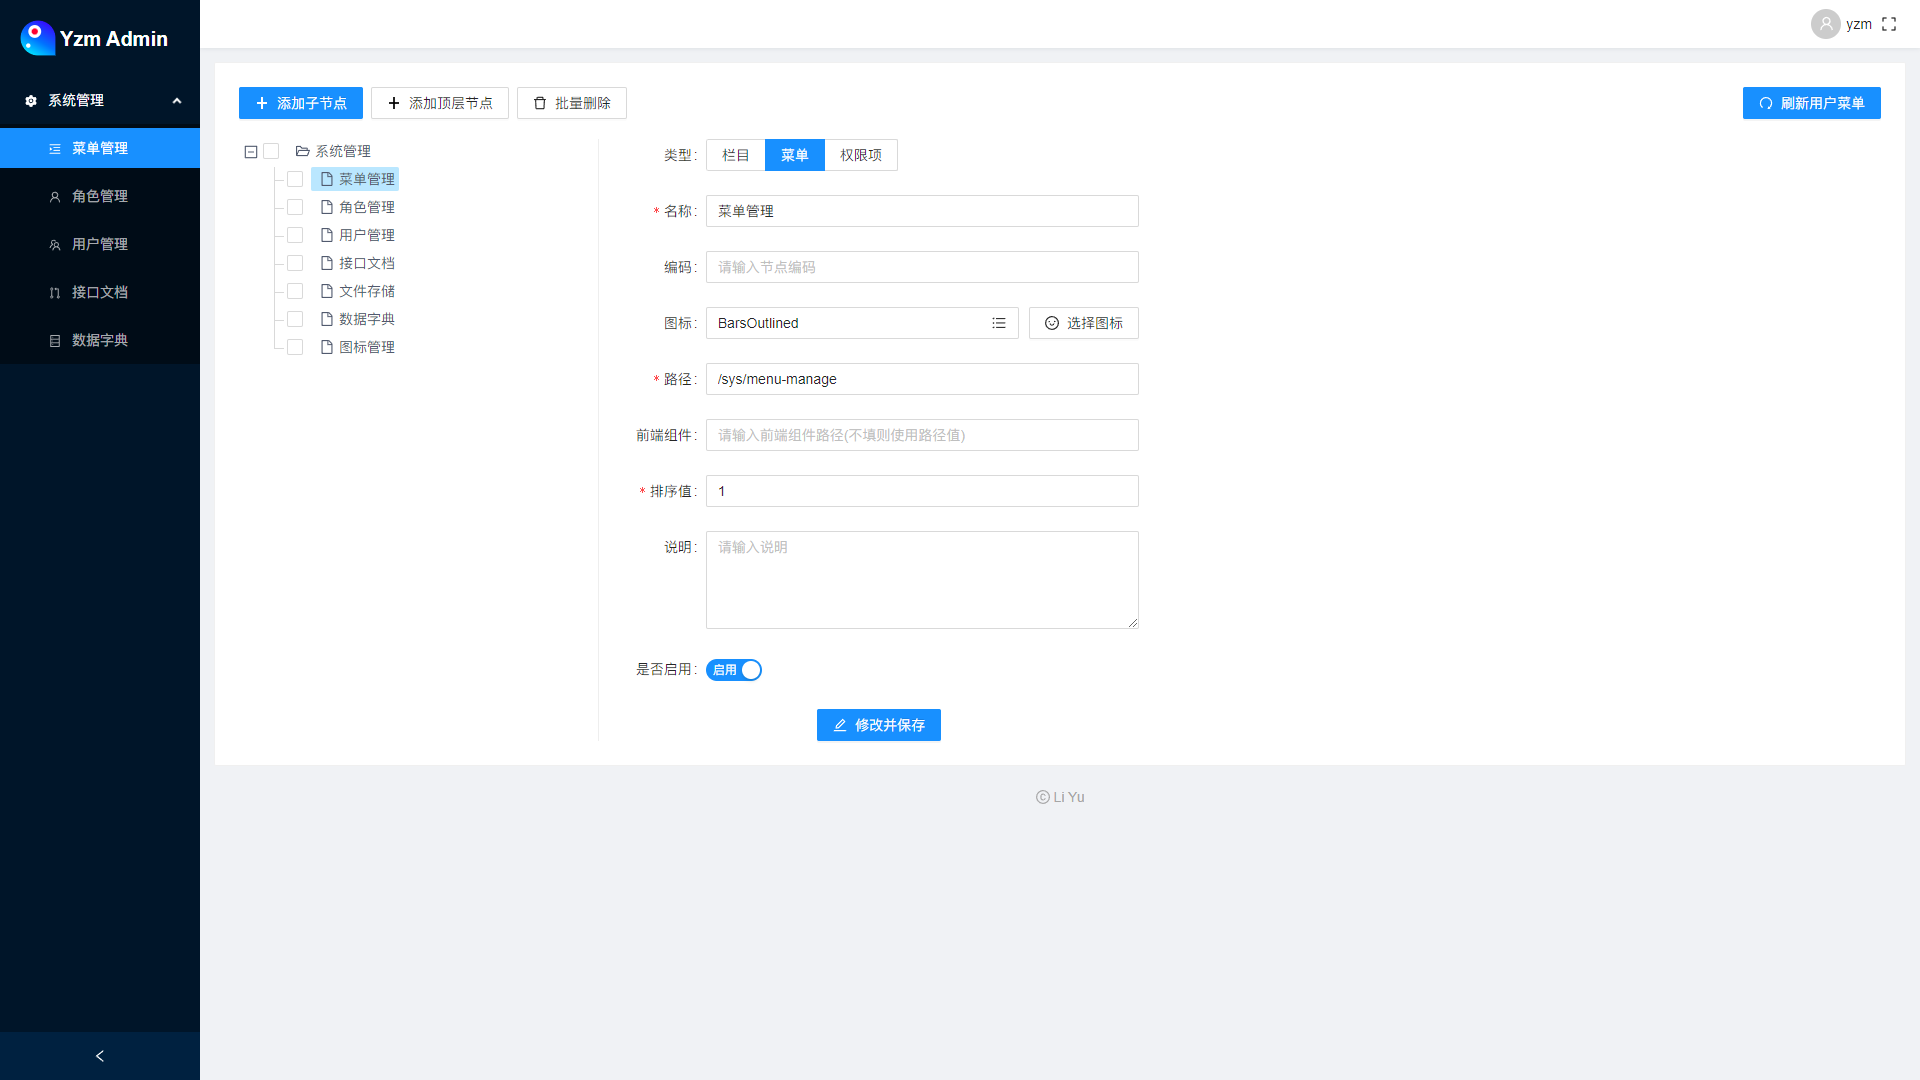 Yzm Admin
系统管理
菜单管理
角色管理
用户管理
接口文档
数据字典
yzm
添加子节点 添加顶层节点 批量删除 刷新用户菜单
系统管理
菜单管理
角色管理
用户管理
接口文档
文件存储
数据字典
图标管理
类型: 栏目 菜单 权限项
* 名称: 菜单管理
编码: 请输入节点编码
图标: BarsOutlined 选择图标
* 路径: /sys/menu-manage
前端组件: 请输入前端组件路径(不填则使用路径值)
* 排序值: 1
说明: 请输入说明
是否启用: 启用
修改并保存
© Li Yu